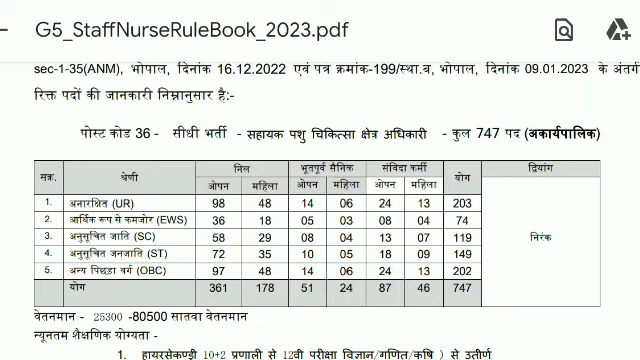 G5_StaffNurseRuleBook_2023.pdf
sec-1-35(ANM), भोपाल, दिनांक 16.12.2022 एवं पत्र क्रमांक-199/स्था.ब, भोपाल, दिनांक 09.01.2023 के अंतर्ग
रिक्त पदों की जानकारी निम्नानुसार है:-
पोस्ट कोड 36 - सीधी भर्ती - सहायक पशु चिकित्सा क्षेत्र अधिकारी - कुल 747 पद (अकार्यपालिक)
सक्र. श्रेणी निल भूतपूर्व सैनिक संविदा कर्मी योग द्वियांग
ओपन महिला ओपन महिला ओपन महिला
1. अनारक्षित (UR) 98 48 14 06 24 13 203
2. आर्थिक रूप से कमजोर (EWS) 36 18 05 03 08 04 74
3. अनुसूचित जाति (SC) 58 29 08 04 13 07 119 निरंक
4. अनुसूचित जनजाति (ST) 72 35 10 05 18 09 149
5. अन्य पिछड़ा वर्ग (OBC) 97 48 14 06 24 13 202
योग 361 178 51 24 87 46 747
वेतनमान - 25300 -80500 सातवा वेतनमान
न्यूनतम शैक्षणिक योग्यता -
1. हायरसेकण्ड्री 10+2 प्रणाली से 12वी परीक्षा विज्ञान/गणित/कृषि ) से उतीर्ण